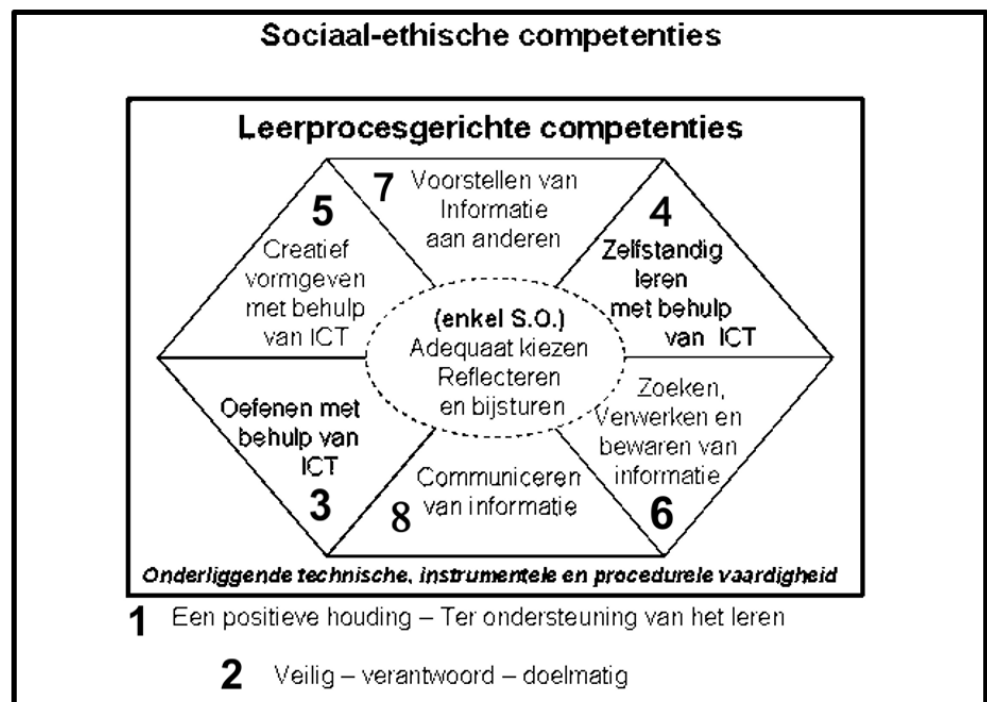 Sociaal-ethische competenties
Leerprocesgerichte competenties
5
Creatief
vormgeven
met behulp
van ICT
7
Voorstellen van
Informatie
aan anderen
4
Zelfstandig
leren
met behulp
van ICT
(enkel S.O.)
Adequaat kiezen
Reflecteren
en bijsturen
Oefenen met
behulp van
ICT
3
8
Communiceren
van informatie
Zoeken,
Verwerken en
bewaren van
informatie
6
Onderliggende technische, instrumentele en procedurele vaardigheid
1 Een positieve houding – Ter ondersteuning van het leren
2 Veilig – verantwoord – doelmatig